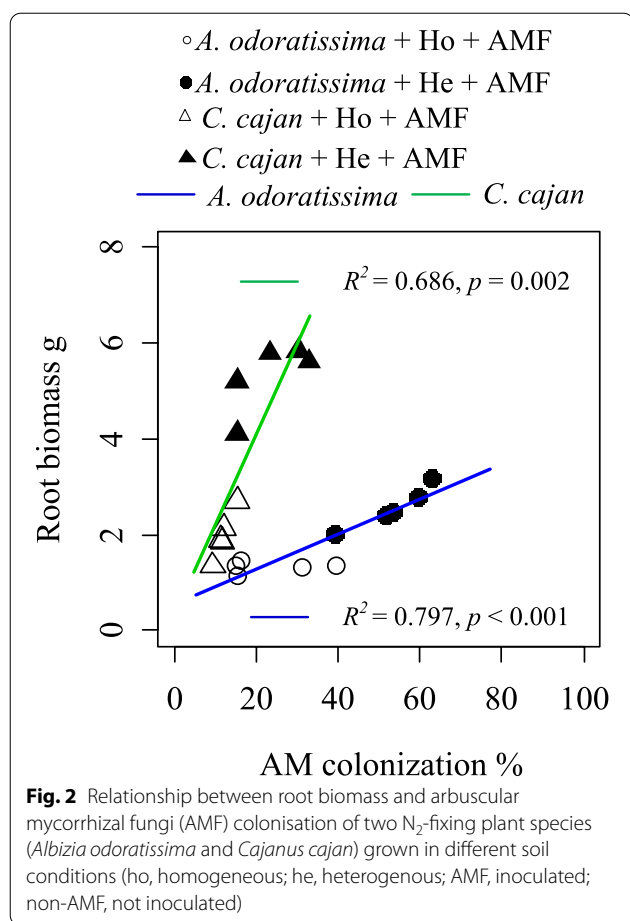 A. odoratissima + Ho + AMF
A. odoratissima + He + AMF
C. cajan + Ho + AMF
C. cajan + He + AMF
A. odoratissima C. cajan
8
R² = 0.686, p = 0.002
6
Root biomass g
4
2
R² = 0.797, p < 0.001
0
0 20 40 60 80 100
AM colonization %
Fig. 2 Relationship between root biomass and arbuscular
mycorrhizal fungi (AMF) colonisation of two N₂-fixing plant species
(Albizia odoratissima and Cajanus cajan) grown in different soil
conditions (ho, homogeneous; he, heterogenous; AMF, inoculated;
non-AMF, not inoculated)